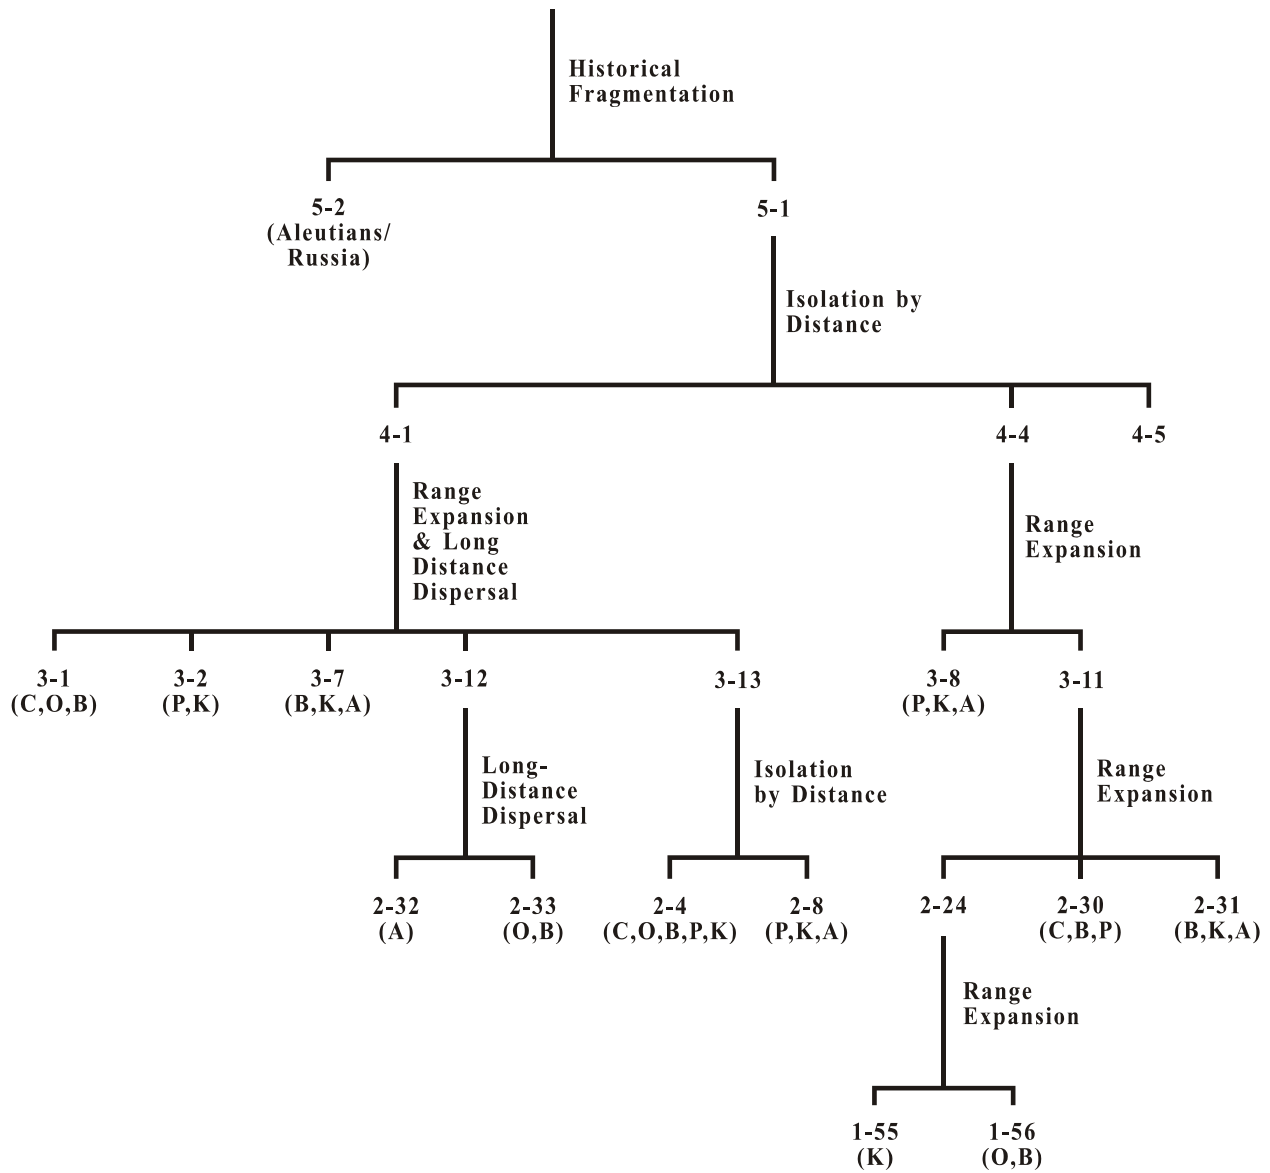 Historical
Fragmentation
5-2
(Aleutians/
Russia)
5-1
Isolation by
Distance
4-1
4-4
4-5
Range
Expansion
& Long
Distance
Dispersal
Range
Expansion
3-1
(C,O,B)
3-2
(P,K)
3-7
(B,K,A)
3-12
3-13
3-8
(P,K,A)
3-11
Long-
Distance
Dispersal
Isolation
by Distance
Range
Expansion
2-32
(A)
2-33
(O,B)
2-4
(C,O,B,P,K)
2-8
(P,K,A)
2-24
2-30
(C,B,P)
2-31
(B,K,A)
Range
Expansion
1-55
(K)
1-56
(O,B)